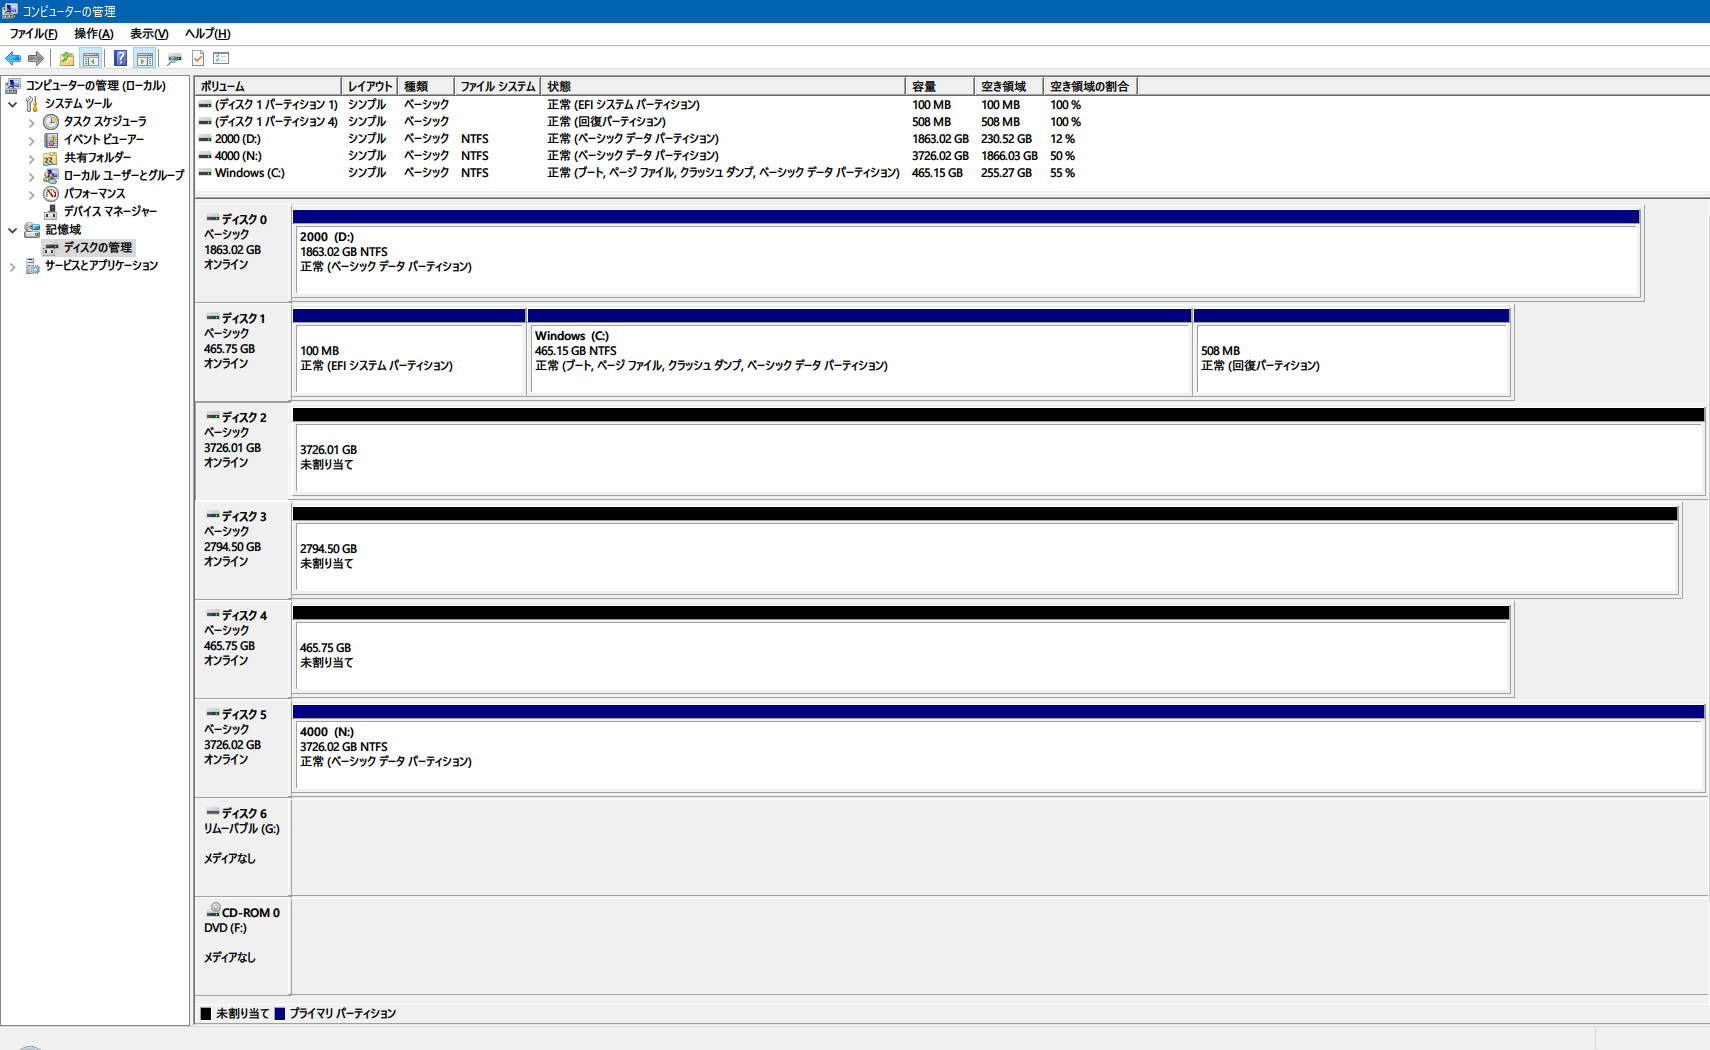 コンピューターの管理
ファイル(F) 操作(A) 表示(V) ヘルプ(H)
コンピューターの管理 (ローカル)
システム ツール
タスク スケジューラ
イベント ビューアー
共有フォルダー
ローカル ユーザーとグループ
パフォーマンス
デバイス マネージャー
記憶域
ディスクの管理
サービスとアプリケーション
ボリューム レイアウト 種類 ファイル システム 状態 容量 空き領域 空き領域の割合
(ディスク 1 パーティション 1) シンプル ベーシック 正常 (EFI システム パーティション) 100 MB 100 MB 100 %
(ディスク 1 パーティション 4) シンプル ベーシック 正常 (回復パーティション) 508 MB 508 MB 100 %
2000 (D:) シンプル ベーシック NTFS 正常 (ベーシック データ パーティション) 1863.02 GB 230.52 GB 12 %
4000 (N:) シンプル ベーシック NTFS 正常 (ベーシック データ パーティション) 3726.02 GB 1866.03 GB 50 %
Windows (C:) シンプル ベーシック NTFS 正常 (ブート, ページ ファイル, クラッシュ ダンプ, ベーシック データ パーティション) 465.15 GB 255.27 GB 55 %
ディスク 0
ベーシック
1863.02 GB
オンライン
2000 (D:)
1863.02 GB NTFS
正常 (ベーシック データ パーティション)
ディスク 1
ベーシック
465.75 GB
オンライン
100 MB
正常 (EFI システム パーティション)
Windows (C:)
465.15 GB NTFS
正常 (ブート, ページ ファイル, クラッシュ ダンプ, ベーシック データ パーティション)
508 MB
正常 (回復パーティション)
ディスク 2
ベーシック
3726.01 GB
オンライン
3726.01 GB
未割り当て
ディスク 3
ベーシック
2794.50 GB
オンライン
2794.50 GB
未割り当て
ディスク 4
ベーシック
465.75 GB
オンライン
465.75 GB
未割り当て
ディスク 5
ベーシック
3726.02 GB
オンライン
4000 (N:)
3726.02 GB NTFS
正常 (ベーシック データ パーティション)
ディスク 6
リムーバブル (G:)
メディアなし
CD-ROM 0
DVD (F:)
メディアなし
未割り当て プライマリ パーティション